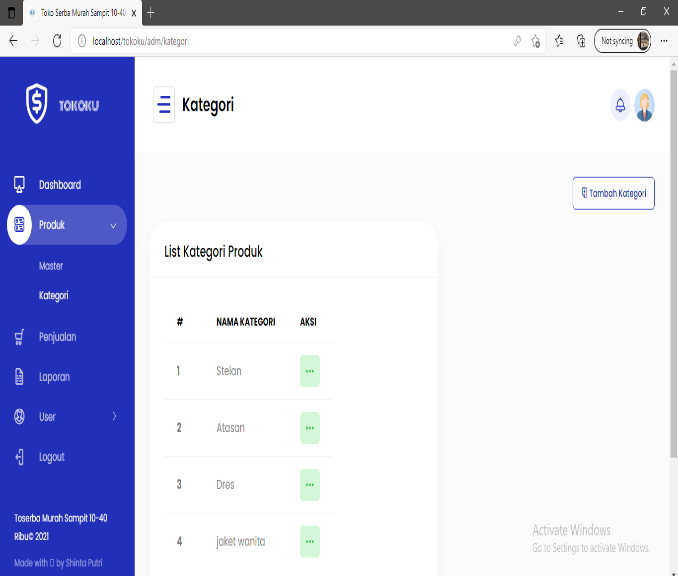 Toko Serba Murah Sampit 10-40
localhost/tokoku/adm/kategori
Not syncing
TOKOKU
Kategori
Dashboard
Produk
Master
Kategori
Penjualan
Laporan
User
Logout
Toserba Murah Sampit 10-40
Ribu© 2021
Made with by Shinta Putri
Tambah Kategori
List Kategori Produk
# NAMA KATEGORI AKSI
1 Stelan ...
2 Atasan ...
3 Dres ...
4 jaket wanita ...
Activate Windows
Go to Settings to activate Windows.